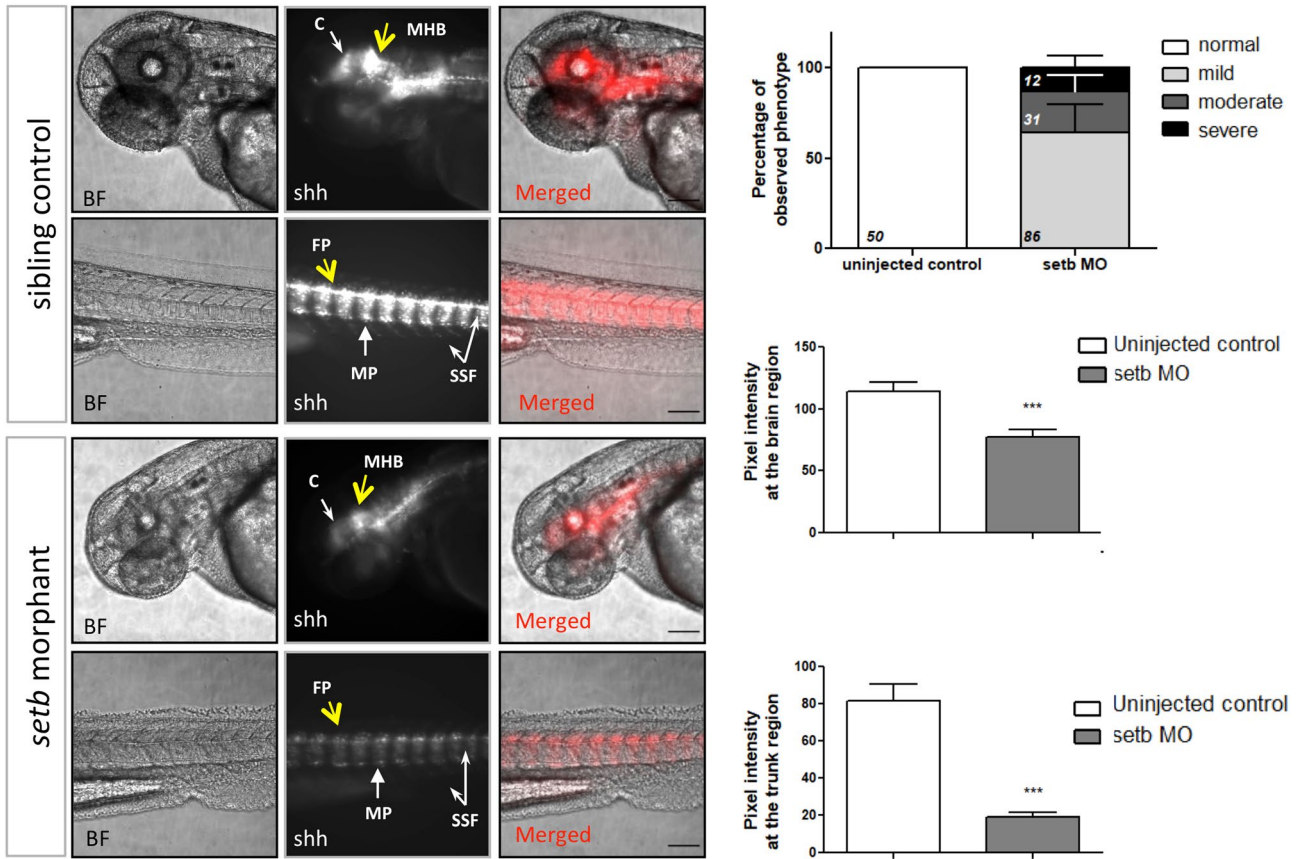 sibling control
C
MHB
BF
shh
Merged
FP
MP
SSF
BF
shh
Merged
setb morphant
C
MHB
BF
shh
Merged
FP
MP
SSF
BF
shh
Merged
Percentage of
observed phenotype
100
50
0
12
31
50
86
uninjected control
setb MO
normal
mild
moderate
severe
Pixel intensity
at the brain region
150
100
50
0
***
Uninjected control
setb MO
Pixel intensity
at the trunk region
100
80
60
40
20
0
***
Uninjected control
setb MO